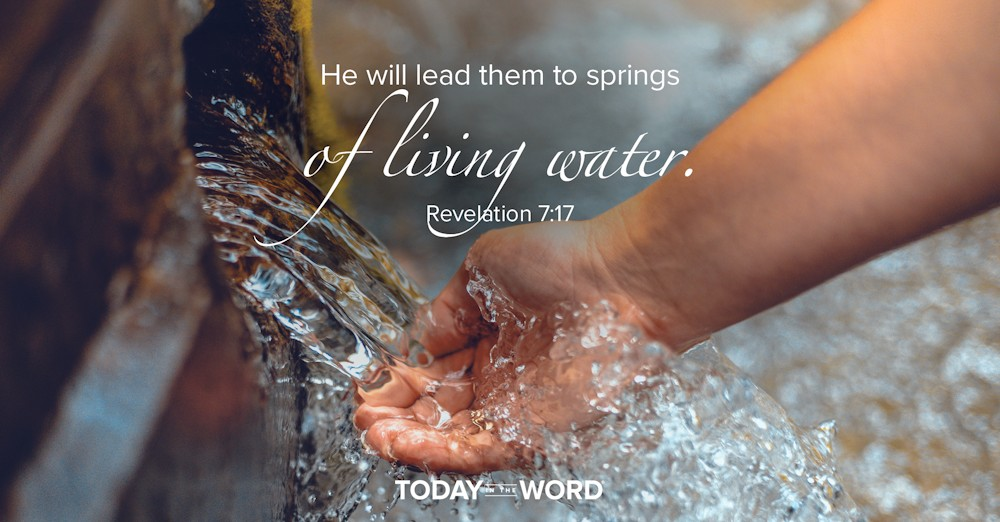 He will lead them to springs
of living water.
Revelation 7:17
TODAY IN THE WORD